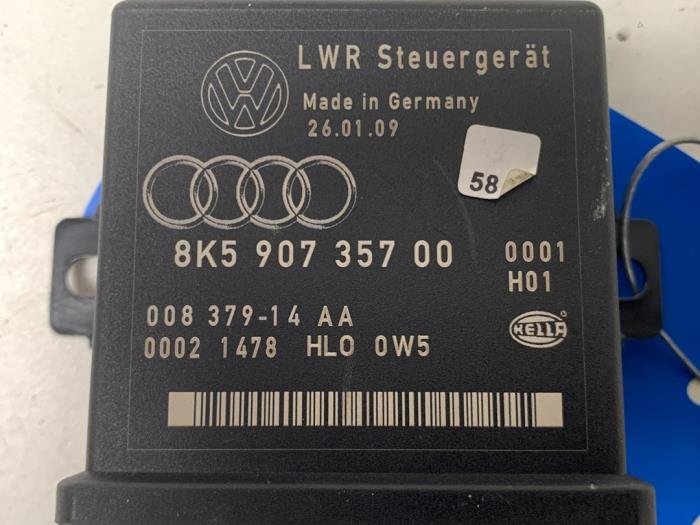 LWR Steuergerät
Made in Germany
26.01.09
58
8K5 907 357 00 0001
H01
008 379-14 AA
0002 1478 HLO 0W5
HELLA